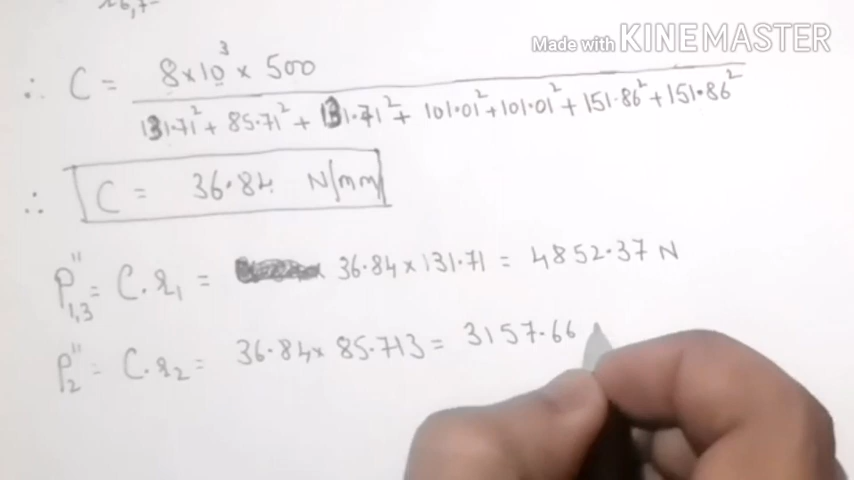 Made with KINEMASTER
∴ C = 8×10³ × 500
131.71² + 85.71² + 131.71² + 101.01² + 101.01² + 151.86² + 151.86²
∴ C = 36.84 N/mm
P″1,3 = C.r1 = × 36.84 × 131.71 = 4852.37 N
P″2 = C.r2 = 36.84 × 85.713 = 3157.66